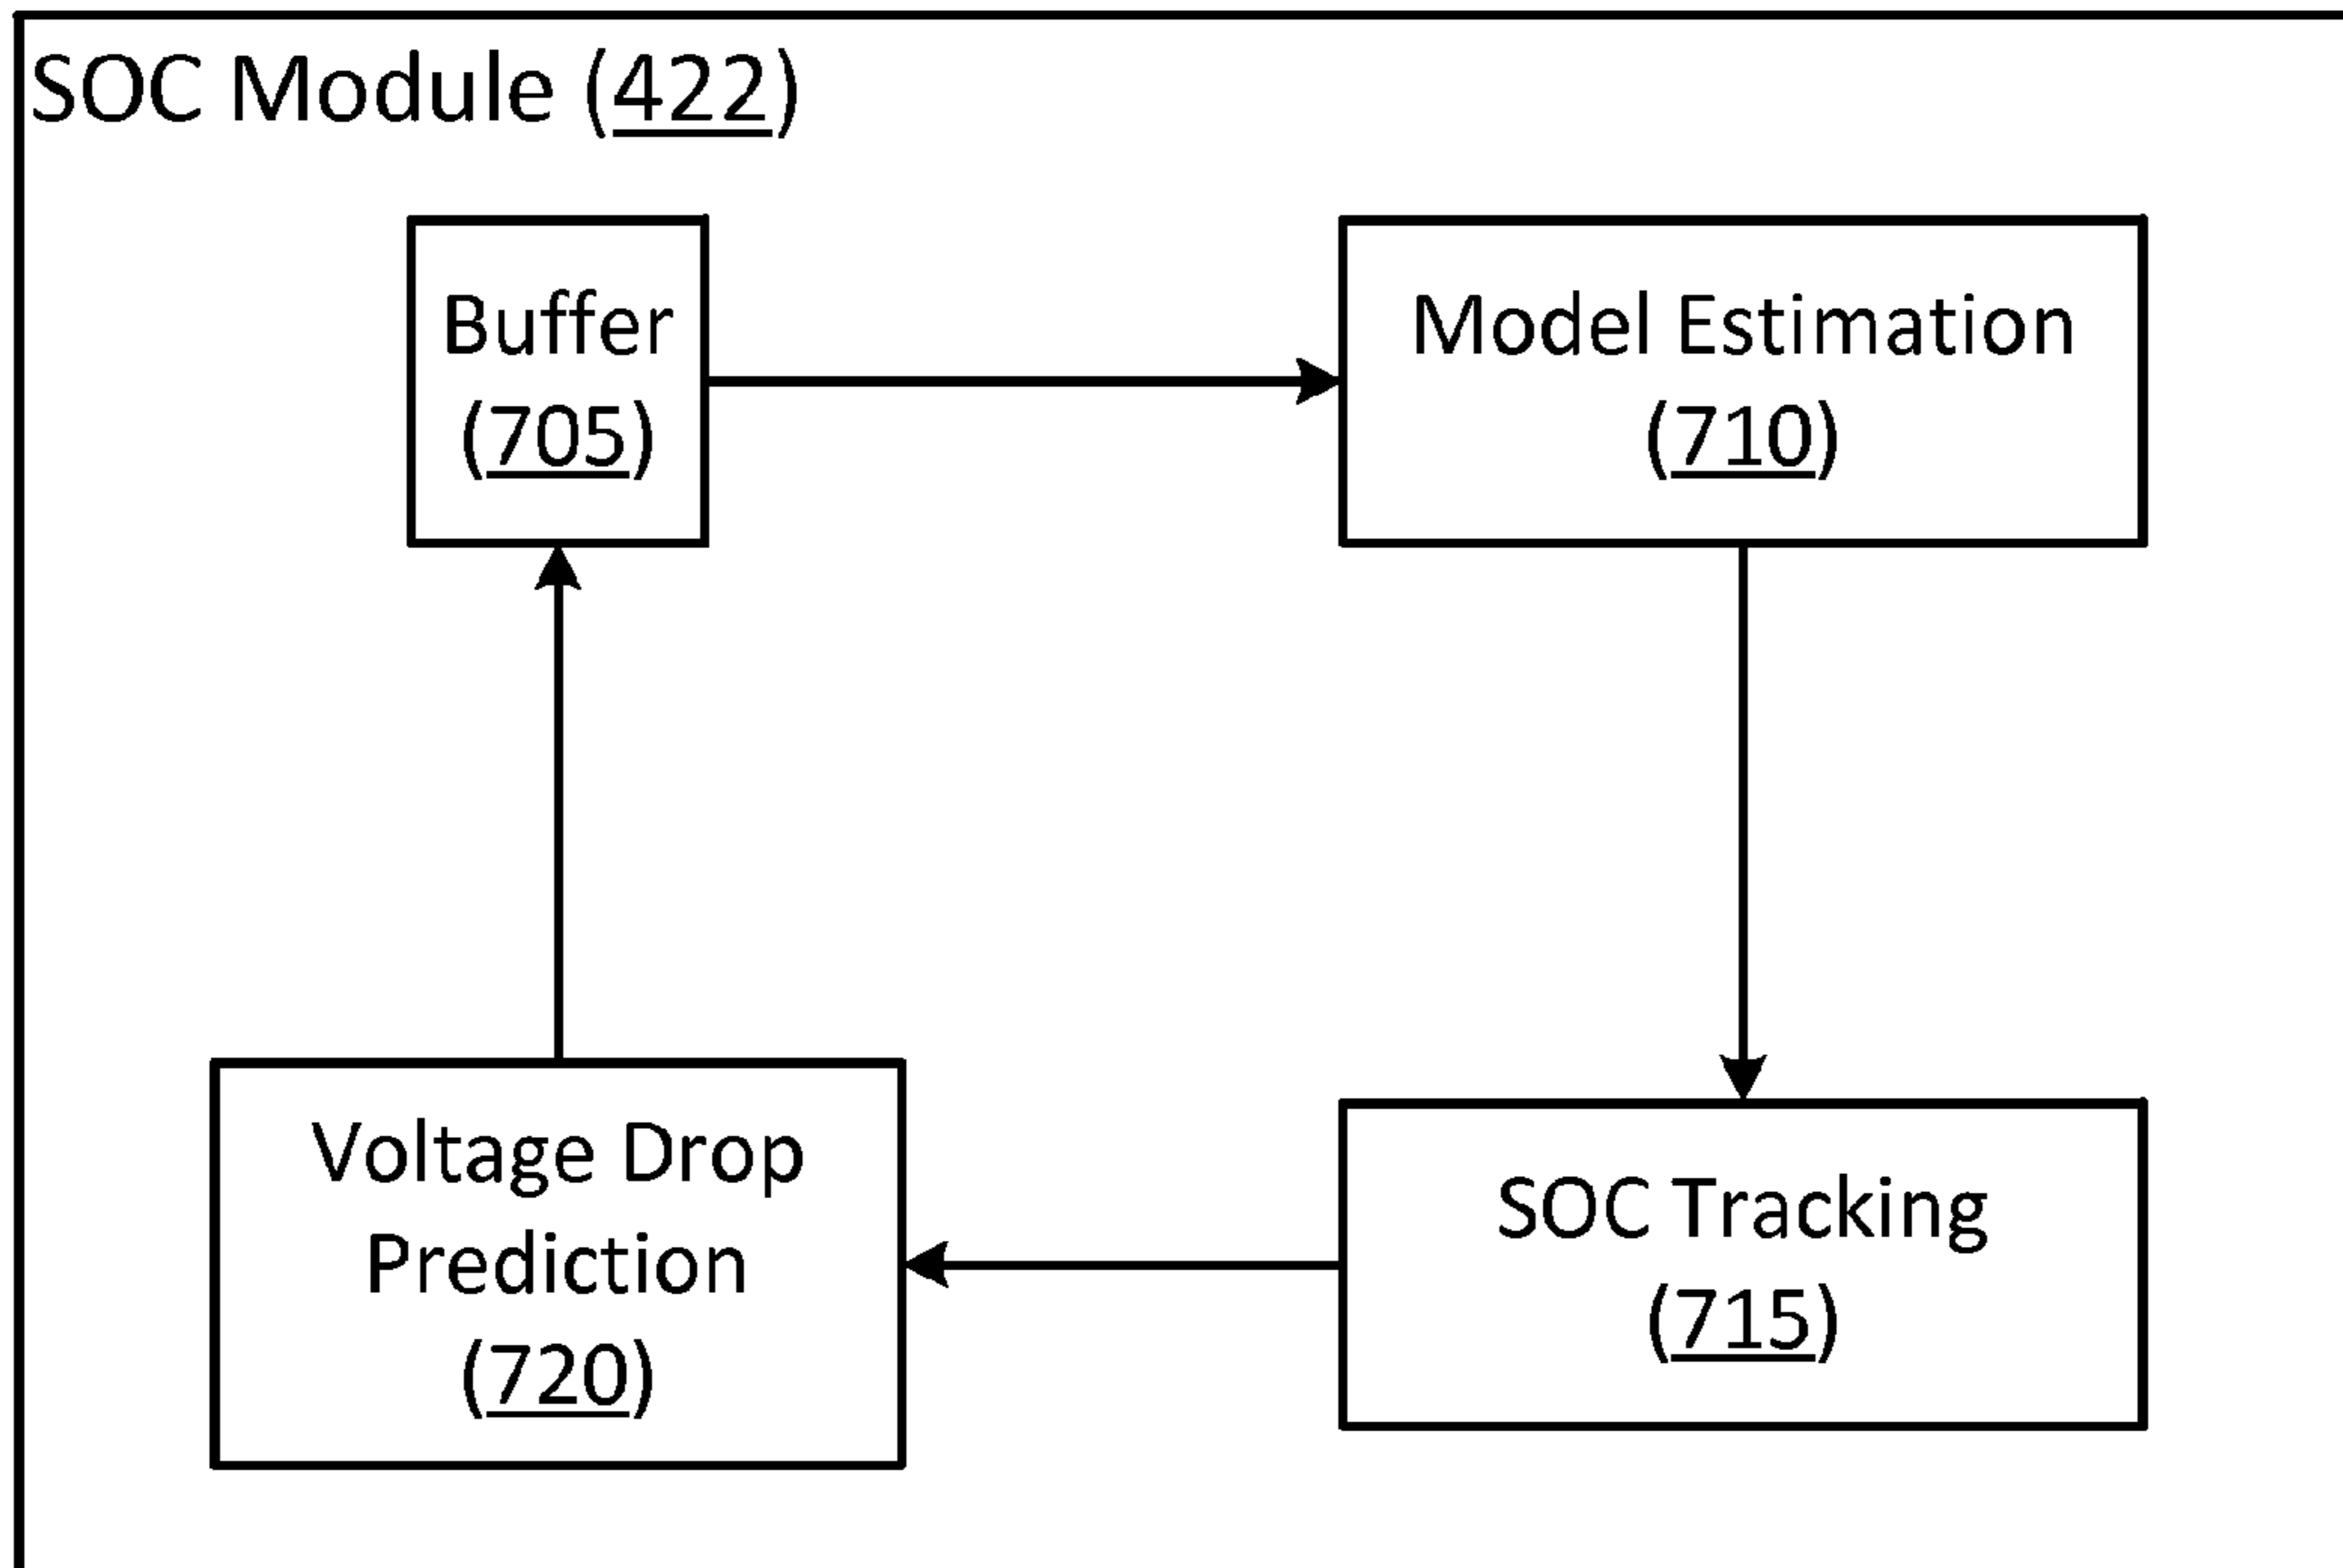 SOC Module (422)
Buffer
(705)
Model Estimation
(710)
Voltage Drop
Prediction
(720)
SOC Tracking
(715)